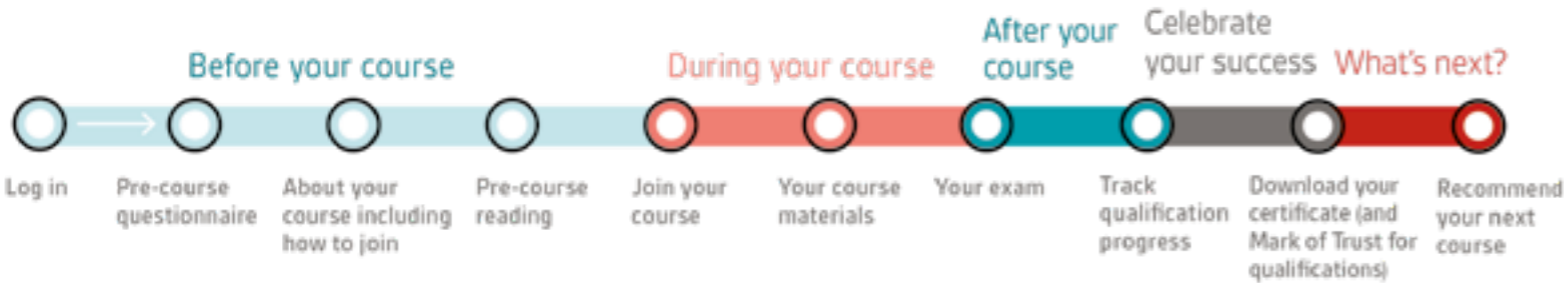 Before your course
During your course
After your
course
Celebrate
your success
What's next?
Log in
Pre-course
questionnaire
About your
course including
how to join
Pre-course
reading
Join your
course
Your course
materials
Your exam
Track
qualification
progress
Download your
certificate (and
Mark of Trust for
qualifications)
Recommend
your next
course